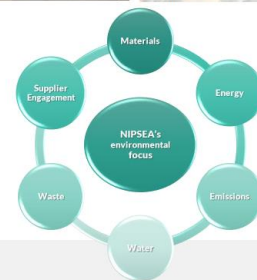 Materials
Supplier
Engagement
Energy
NIPSEA's
environmental
focus
Waste
Emissions
Water